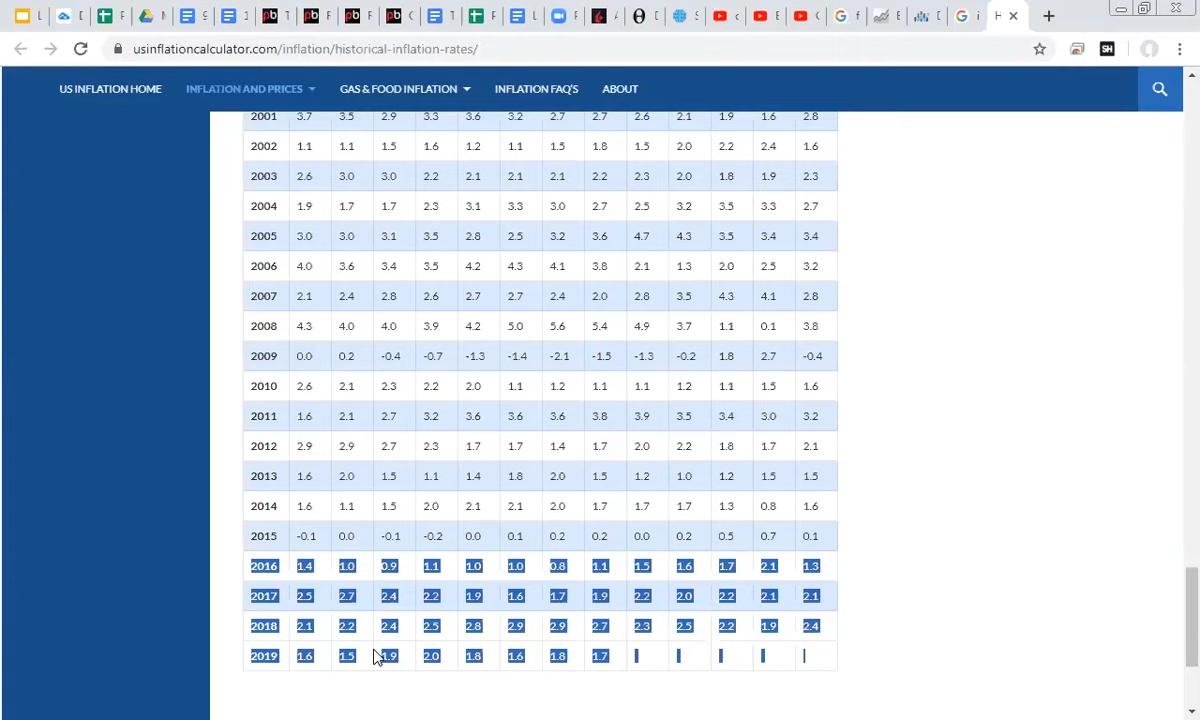 usinflationcalculator.com/inflation/historical-inflation-rates/
US INFLATION HOME INFLATION AND PRICES GAS & FOOD INFLATION INFLATION FAQ'S ABOUT
2001 3.7 3.5 2.9 3.3 3.6 3.2 2.7 2.7 2.6 2.1 1.9 1.6 2.8
2002 1.1 1.1 1.5 1.6 1.2 1.1 1.5 1.8 1.5 2.0 2.2 2.4 1.6
2003 2.6 3.0 3.0 2.2 2.1 2.1 2.1 2.2 2.3 2.0 1.8 1.9 2.3
2004 1.9 1.7 1.7 2.3 3.1 3.3 3.0 2.7 2.5 3.2 3.5 3.3 2.7
2005 3.0 3.0 3.1 3.5 2.8 2.5 3.2 3.6 4.7 4.3 3.5 3.4 3.4
2006 4.0 3.6 3.4 3.5 4.2 4.3 4.1 3.8 2.1 1.3 2.0 2.5 3.2
2007 2.1 2.4 2.8 2.6 2.7 2.7 2.4 2.0 2.8 3.5 4.3 4.1 2.8
2008 4.3 4.0 4.0 3.9 4.2 5.0 5.6 5.4 4.9 3.7 1.1 0.1 3.8
2009 0.0 0.2 -0.4 -0.7 -1.3 -1.4 -2.1 -1.5 -1.3 -0.2 1.8 2.7 -0.4
2010 2.6 2.1 2.3 2.2 2.0 1.1 1.2 1.1 1.1 1.2 1.1 1.5 1.6
2011 1.6 2.1 2.7 3.2 3.6 3.6 3.6 3.8 3.9 3.5 3.4 3.0 3.2
2012 2.9 2.9 2.7 2.3 1.7 1.7 1.4 1.7 2.0 2.2 1.8 1.7 2.1
2013 1.6 2.0 1.5 1.1 1.4 1.8 2.0 1.5 1.2 1.0 1.2 1.5 1.5
2014 1.6 1.1 1.5 2.0 2.1 2.1 2.0 1.7 1.7 1.7 1.3 0.8 1.6
2015 -0.1 0.0 -0.1 -0.2 0.0 0.1 0.2 0.2 0.0 0.2 0.5 0.7 0.1
2016 1.4 1.0 0.9 1.1 1.0 1.0 0.8 1.1 1.5 1.6 1.7 2.1 1.3
2017 2.5 2.7 2.4 2.2 1.9 1.6 1.7 1.9 2.2 2.0 2.2 2.1 2.1
2018 2.1 2.2 2.4 2.5 2.8 2.9 2.9 2.7 2.3 2.5 2.2 1.9 2.4
2019 1.6 1.5 1.9 2.0 1.8 1.6 1.8 1.7